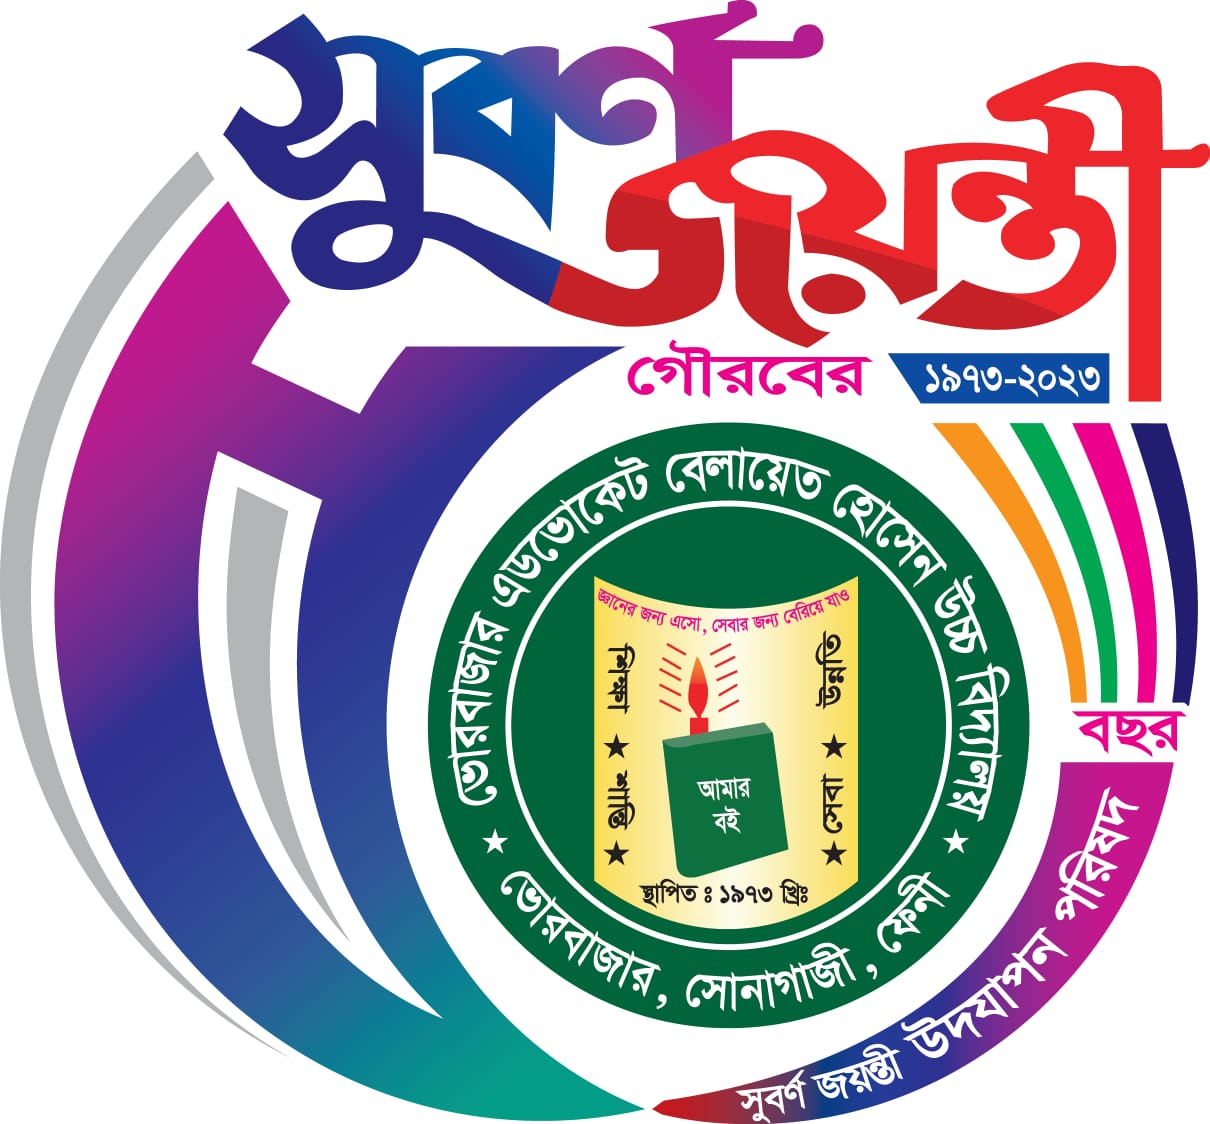 সুবর্ণ
জয়ন্তী
গৌরবের
১৯৭৩-২০২৩
বছর
ভোরবাজার এডভোকেট বেলায়েত হোসেন উচ্চ বিদ্যালয়
ভোরবাজার, সোনাগাজী, ফেনী
জ্ঞানের জন্য এসো, সেবার জন্য বেরিয়ে যাও
শিক্ষা ★ শান্তি ★
উন্নতি ★ সেবা ★
আমার
বই
স্থাপিত ঃ ১৯৭৩ খ্রিঃ
সুবর্ণ জয়ন্তী উদযাপন পরিষদ